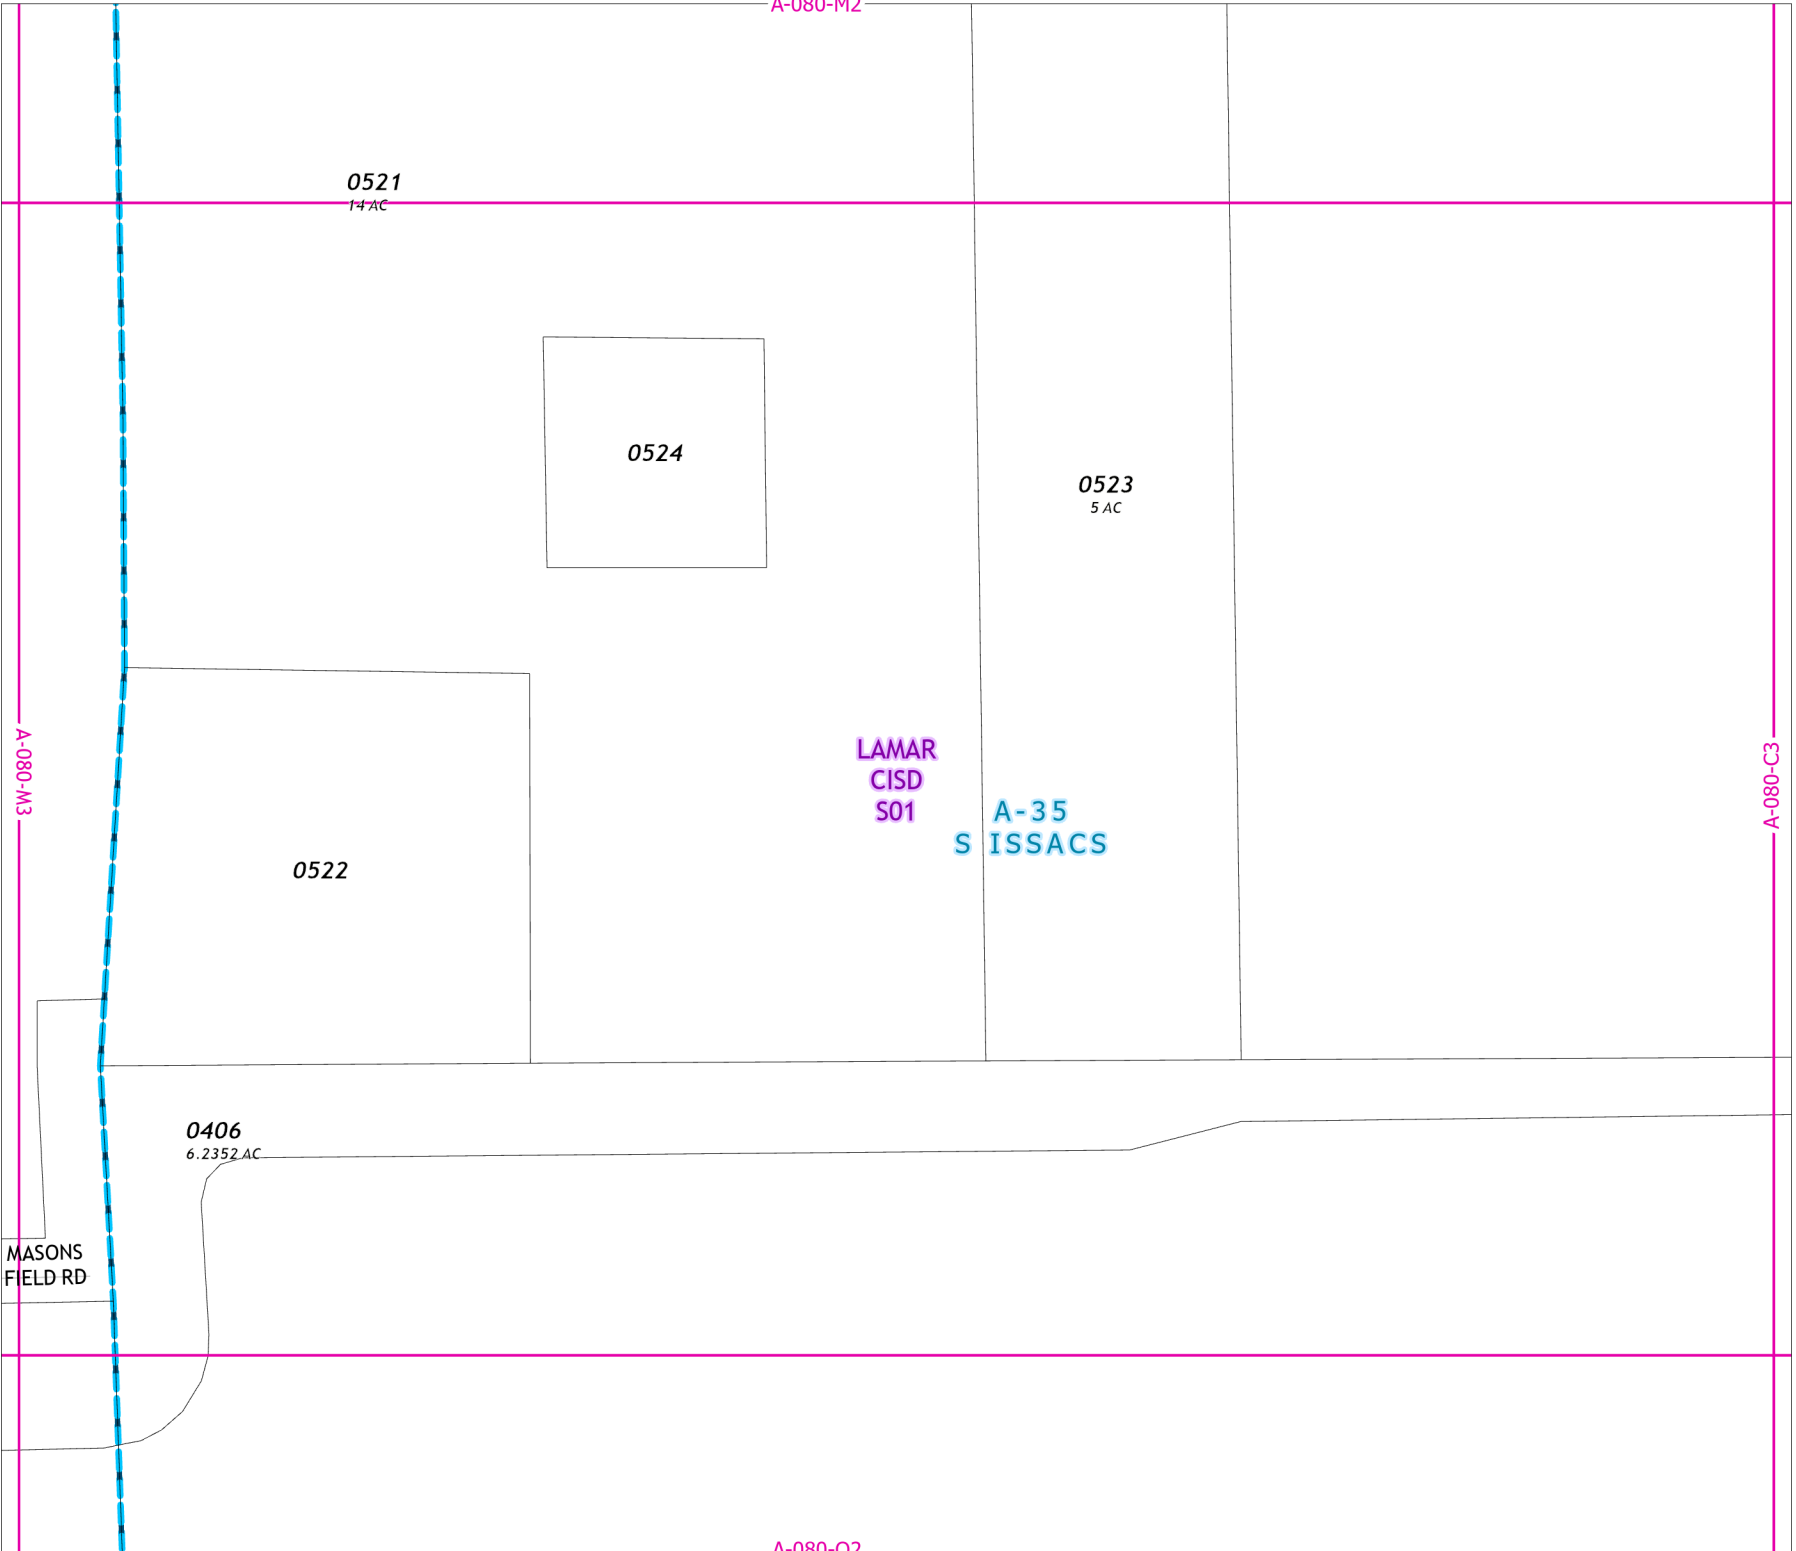 A-080-M2
0521
14 AC
0524
0523
5 AC
A-080-M3
LAMAR
CISD
S01
A-35
S ISSACS
A-080-C3
0522
0406
6.2352 AC
MASONS
FIELD RD
A-080-Q2